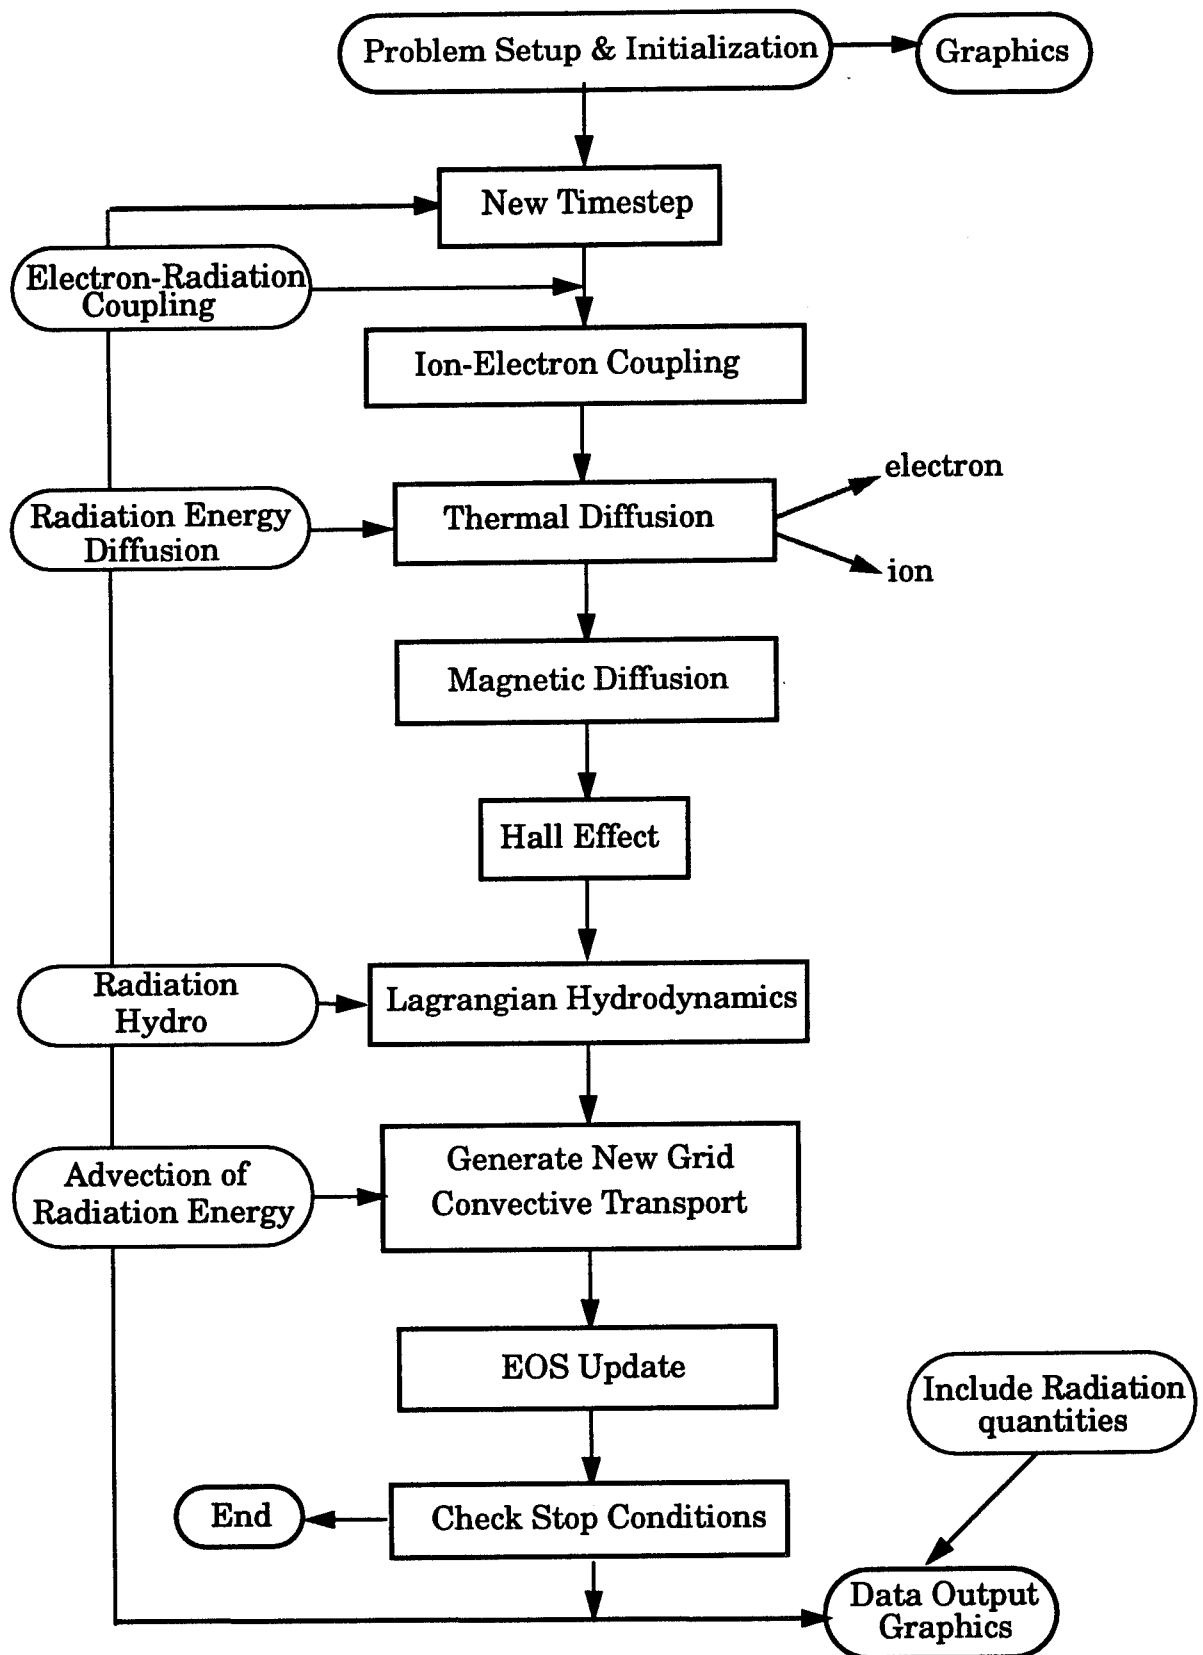 Problem Setup & Initialization
Graphics
New Timestep
Electron-Radiation
Coupling
Ion-Electron Coupling
electron
Radiation Energy
Diffusion
Thermal Diffusion
ion
Magnetic Diffusion
Hall Effect
Radiation
Hydro
Lagrangian Hydrodynamics
Advection of
Radiation Energy
Generate New Grid
Convective Transport
EOS Update
Include Radiation
quantities
End
Check Stop Conditions
Data Output
Graphics